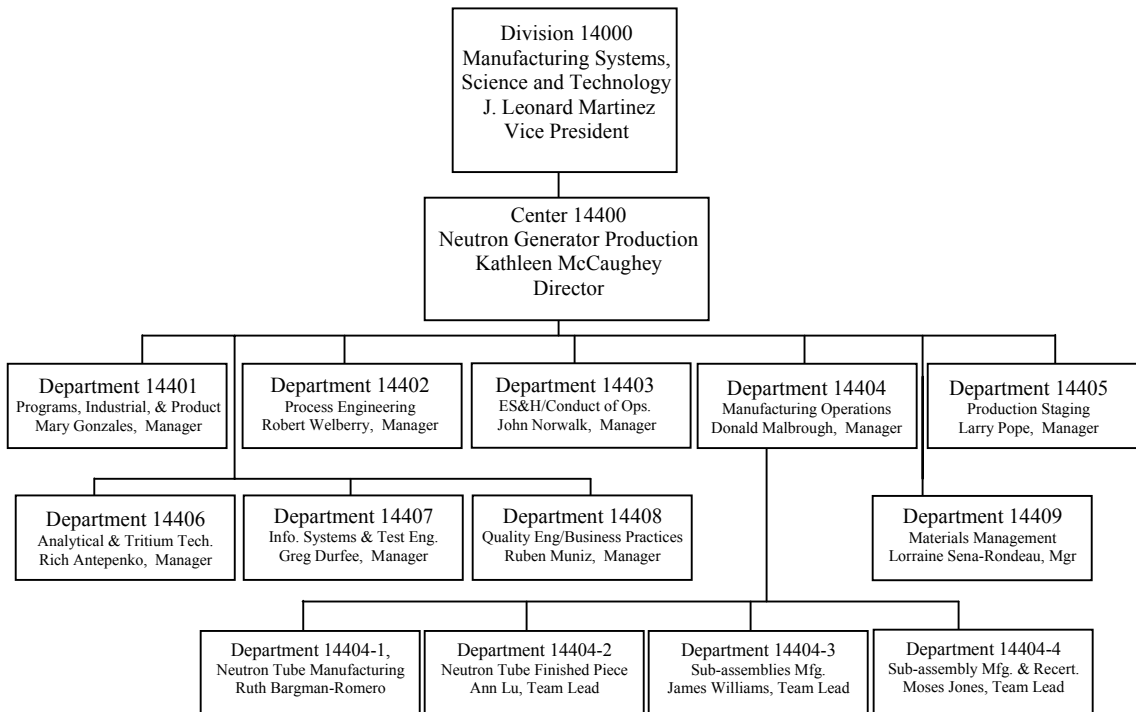 Division 14000
Manufacturing Systems,
Science and Technology
J. Leonard Martinez
Vice President
Center 14400
Neutron Generator Production
Kathleen McCaughey
Director
Department 14401
Programs, Industrial, & Product
Mary Gonzales, Manager
Department 14402
Process Engineering
Robert Welberry, Manager
Department 14403
ES&H/Conduct of Ops.
John Norwalk, Manager
Department 14404
Manufacturing Operations
Donald Malbrough, Manager
Department 14405
Production Staging
Larry Pope, Manager
Department 14406
Analytical & Tritium Tech.
Rich Antepenko, Manager
Department 14407
Info. Systems & Test Eng.
Greg Durfee, Manager
Department 14408
Quality Eng/Business Practices
Ruben Muniz, Manager
Department 14409
Materials Management
Lorraine Sena-Rondeau, Mgr
Department 14404-1,
Neutron Tube Manufacturing
Ruth Bargman-Romero
Department 14404-2
Neutron Tube Finished Piece
Ann Lu, Team Lead
Department 14404-3
Sub-assemblies Mfg.
James Williams, Team Lead
Department 14404-4
Sub-assembly Mfg. & Recert.
Moses Jones, Team Lead